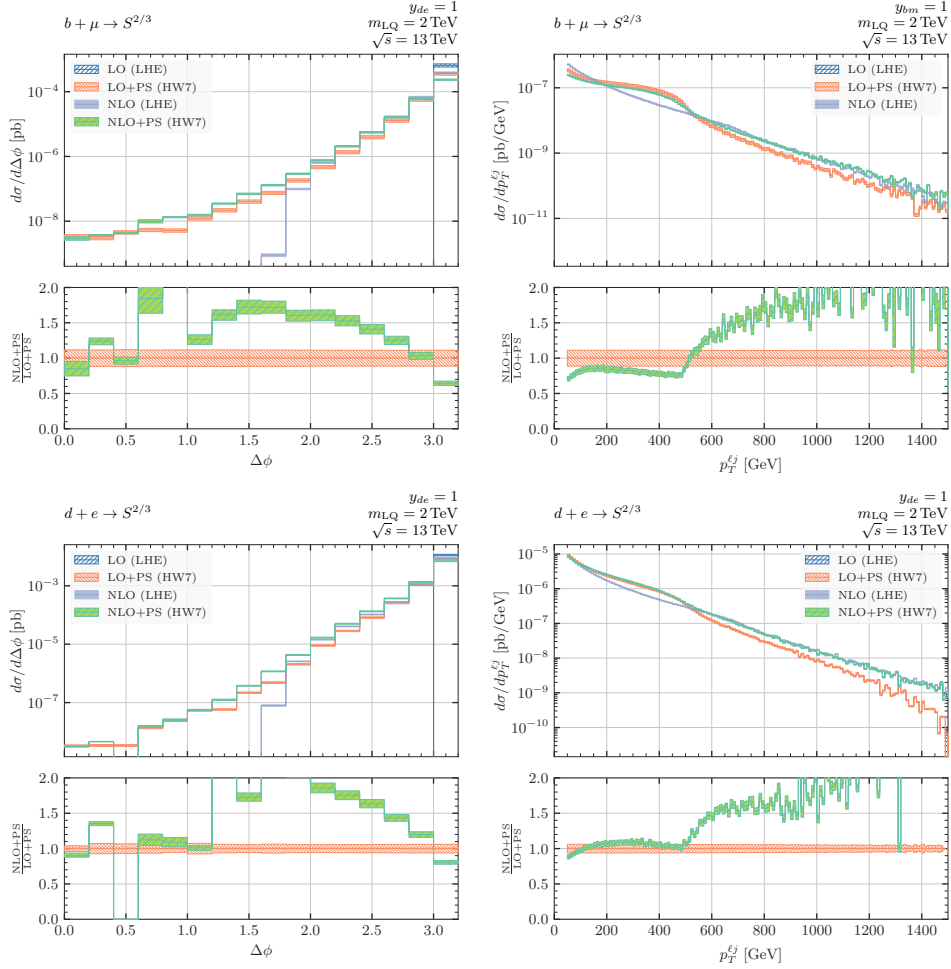 b + μ → S^{2/3}
y_{de} = 1
m_{LQ} = 2 TeV
√s = 13 TeV
LO (LHE)
LO+PS (HW7)
NLO (LHE)
NLO+PS (HW7)
dσ/dΔϕ [pb]
10^{−4}
10^{−6}
10^{−8}
NLO+PS
LO+PS
2.0
1.5
1.0
0.5
0.0
0.0 0.5 1.0 1.5 2.0 2.5 3.0
Δϕ
b + μ → S^{2/3}
y_{bm} = 1
m_{LQ} = 2 TeV
√s = 13 TeV
LO (LHE)
LO+PS (HW7)
NLO (LHE)
NLO+PS (HW7)
dσ/dp_T^{ℓj} [pb/GeV]
10^{−7}
10^{−9}
10^{−11}
NLO+PS
LO+PS
2.0
1.5
1.0
0.5
0.0
0 200 400 600 800 1000 1200 1400
p_T^{ℓj} [GeV]
d + e → S^{2/3}
y_{de} = 1
m_{LQ} = 2 TeV
√s = 13 TeV
LO (LHE)
LO+PS (HW7)
NLO (LHE)
NLO+PS (HW7)
dσ/dΔϕ [pb]
10^{−3}
10^{−5}
10^{−7}
NLO+PS
LO+PS
2.0
1.5
1.0
0.5
0.0
0.0 0.5 1.0 1.5 2.0 2.5 3.0
Δϕ
d + e → S^{2/3}
y_{de} = 1
m_{LQ} = 2 TeV
√s = 13 TeV
LO (LHE)
LO+PS (HW7)
NLO (LHE)
NLO+PS (HW7)
dσ/dp_T^{ℓj} [pb/GeV]
10^{−5}
10^{−6}
10^{−7}
10^{−8}
10^{−9}
10^{−10}
NLO+PS
LO+PS
2.0
1.5
1.0
0.5
0.0
0 200 400 600 800 1000 1200 1400
p_T^{ℓj} [GeV]